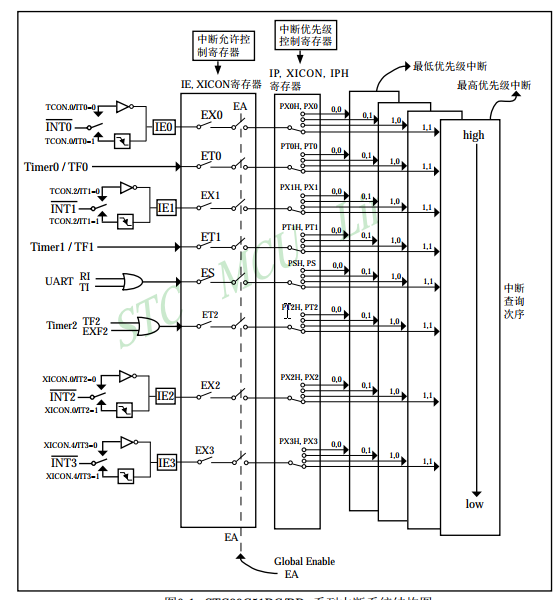 中断允许控制寄存器
中断优先级控制寄存器
最低优先级中断
最高优先级中断
IE, XICON寄存器
IP, XICON, IPH
寄存器
TCON.0/IT0=0
INT0
TCON.0/IT0=1
IE0
EX0
EA
PX0H, PX0
0,0
0,1
1,0
1,1
high
Timer0 / TF0
ET0
PT0H, PT0
0,0
0,1
1,0
1,1
TCON.2/IT1=0
INT1
TCON.2/IT1=1
IE1
EX1
PX1H, PX1
0,0
0,1
1,0
1,1
Timer1 / TF1
ET1
PT1H, PT1
0,0
0,1
1,0
1,1
UART
RI
TI
ES
PSH, PS
0,0
0,1
1,0
1,1
中断
查询
次序
Timer2
TF2
EXF2
ET2
PT2H, PT2
0,0
0,1
1,0
1,1
XICON.0/IT2=0
INT2
XICON.0/IT2=1
IE2
EX2
PX2H, PX2
0,0
0,1
1,0
1,1
XICON.4/IT3=0
INT3
XICON.4/IT3=1
IE3
EX3
PX3H, PX3
0,0
0,1
1,0
1,1
low
EA
Global Enable
EA
STC MCU Li